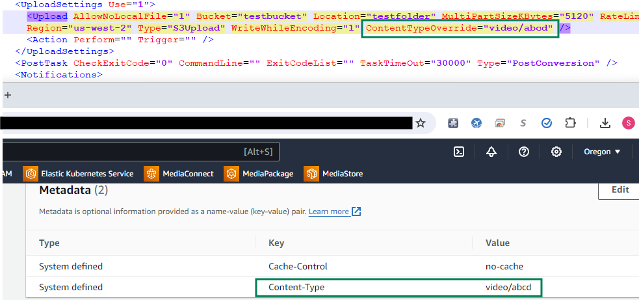 <UploadSettings Use="1">
<Upload AllowNoLocalFile="1" Bucket="testbucket" Location="testfolder" MultiPartSizeKBytes="5120" RateLim
Region="us-west-2" Type="S3Upload" WriteWhileEncoding="1" ContentTypeOverride="video/abcd"/>
<Action Perform="" Trigger="" />
</UploadSettings>
<PostTask CheckExitCode="0" CommandLine="" ExitCodeList="" TaskTimeOut="30000" Type="PostConversion" />
<Notifications>
+
S
[Alt+S]
Oregon
AM Elastic Kubernetes Service MediaConnect MediaPackage MediaStore
Metadata (2)
Edit
Metadata is optional information provided as a name-value (key-value) pair. Learn more
Type Key Value
System defined Cache-Control no-cache
System defined Content-Type video/abcd